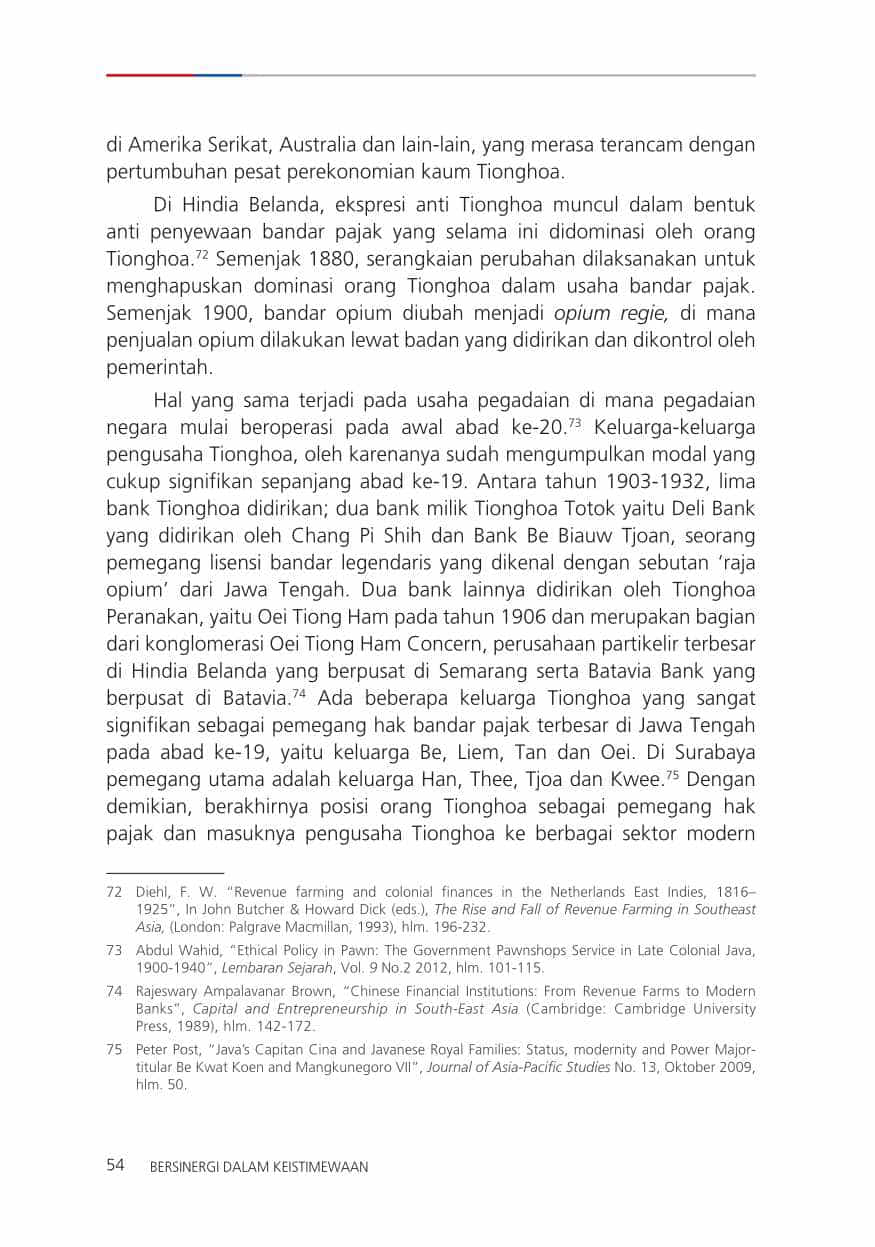 di Amerika Serikat, Australia dan lain-lain, yang merasa terancam dengan
pertumbuhan pesat perekonomian kaum Tionghoa.
Di Hindia Belanda, ekspresi anti Tionghoa muncul dalam bentuk
anti penyewaan bandar pajak yang selama ini didominasi oleh orang
Tionghoa.72 Semenjak 1880, serangkaian perubahan dilaksanakan untuk
menghapuskan dominasi orang Tionghoa dalam usaha bandar pajak.
Semenjak 1900, bandar opium diubah menjadi opium regie, di mana
penjualan opium dilakukan lewat badan yang didirikan dan dikontrol oleh
pemerintah.
Hal yang sama terjadi pada usaha pegadaian di mana pegadaian
negara mulai beroperasi pada awal abad ke-20.73 Keluarga-keluarga
pengusaha Tionghoa, oleh karenanya sudah mengumpulkan modal yang
cukup signifikan sepanjang abad ke-19. Antara tahun 1903-1932, lima
bank Tionghoa didirikan; dua bank milik Tionghoa Totok yaitu Deli Bank
yang didirikan oleh Chang Pi Shih dan Bank Be Biauw Tjoan, seorang
pemegang lisensi bandar legendaris yang dikenal dengan sebutan ‘raja
opium’ dari Jawa Tengah. Dua bank lainnya didirikan oleh Tionghoa
Peranakan, yaitu Oei Tiong Ham pada tahun 1906 dan merupakan bagian
dari konglomerasi Oei Tiong Ham Concern, perusahaan partikelir terbesar
di Hindia Belanda yang berpusat di Semarang serta Batavia Bank yang
berpusat di Batavia.74 Ada beberapa keluarga Tionghoa yang sangat
signifikan sebagai pemegang hak bandar pajak terbesar di Jawa Tengah
pada abad ke-19, yaitu keluarga Be, Liem, Tan dan Oei. Di Surabaya
pemegang utama adalah keluarga Han, Thee, Tjoa dan Kwee.75 Dengan
demikian, berakhirnya posisi orang Tionghoa sebagai pemegang hak
pajak dan masuknya pengusaha Tionghoa ke berbagai sektor modern
72 Diehl, F. W. “Revenue farming and colonial finances in the Netherlands East Indies, 1816–
1925”, In John Butcher & Howard Dick (eds.), The Rise and Fall of Revenue Farming in Southeast
Asia, (London: Palgrave Macmillan, 1993), hlm. 196-232.
73 Abdul Wahid, “Ethical Policy in Pawn: The Government Pawnshops Service in Late Colonial Java,
1900-1940”, Lembaran Sejarah, Vol. 9 No.2 2012, hlm. 101-115.
74 Rajeswary Ampalavanar Brown, “Chinese Financial Institutions: From Revenue Farms to Modern
Banks”, Capital and Entrepreneurship in South-East Asia (Cambridge: Cambridge University
Press, 1989), hlm. 142-172.
75 Peter Post, “Java’s Capitan Cina and Javanese Royal Families: Status, modernity and Power Major-
titular Be Kwat Koen and Mangkunegoro VII”, Journal of Asia-Pacific Studies No. 13, Oktober 2009,
hlm. 50.
54 BERSINERGI DALAM KEISTIMEWAAN